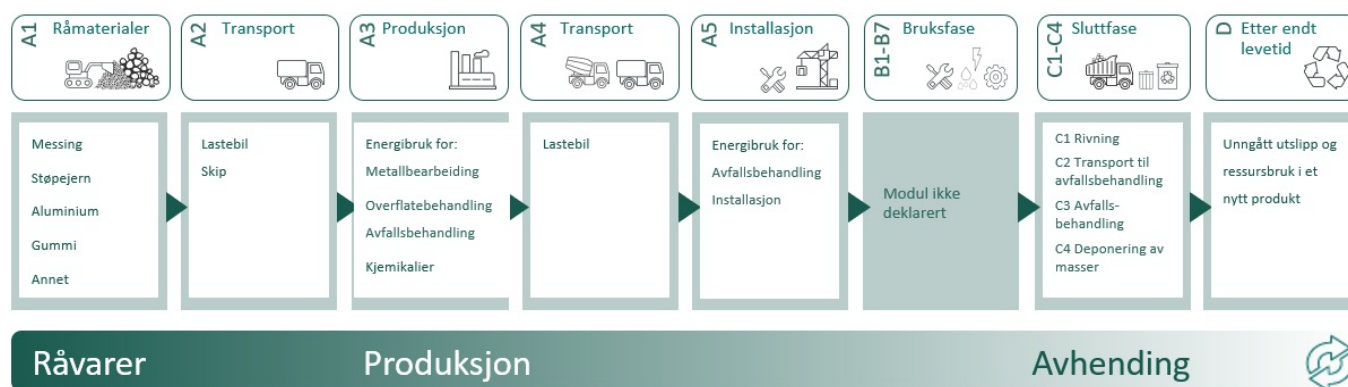 A1
Råmaterialer
A2
Transport
A3
Produksjon
A4
Transport
A5
Installasjon
B1-B7
Bruksfase
C1-C4
Sluttfase
D
Etter endt
levetid
Messing
Støpejern
Aluminium
Gummi
Annet
Lastebil
Skip
Energibruk for:
Metallbearbeiding
Overflatebehandling
Avfallsbehandling
Kjemikalier
Lastebil
Energibruk for:
Avfallsbehandling
Installasjon
Modul ikke
deklarert
C1 Rivning
C2 Transport til
avfallsbehandling
C3 Avfalls-
behandling
C4 Deponering av
masser
Unngått utslipp og
ressursbruk i et
nytt produkt
Råvarer
Produksjon
Avhending